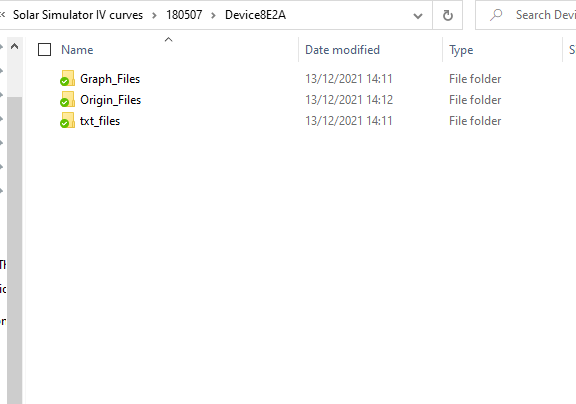 Solar Simulator IV curves > 180507 > Device8E2A
Search Devi
Name Date modified Type S
Graph_Files 13/12/2021 14:11 File folder
Origin_Files 13/12/2021 14:12 File folder
txt_files 13/12/2021 14:11 File folder